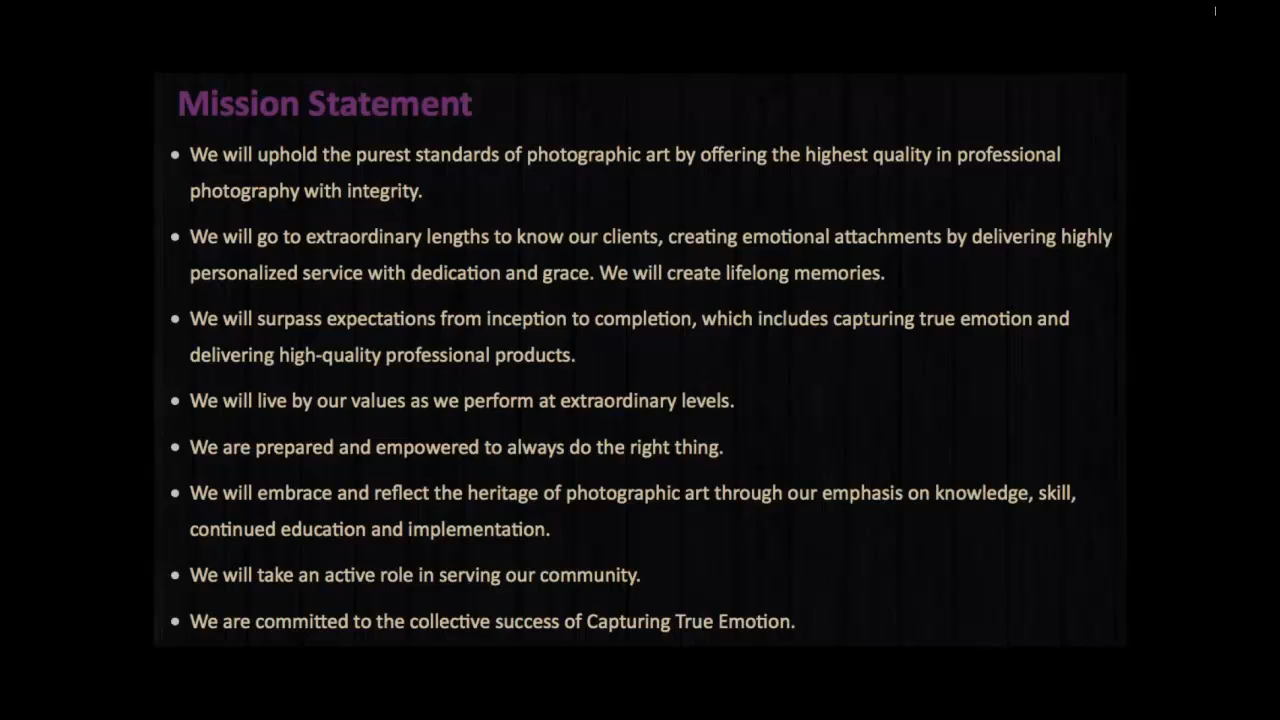 Mission Statement
• We will uphold the purest standards of photographic art by offering the highest quality in professional
photography with integrity.
• We will go to extraordinary lengths to know our clients, creating emotional attachments by delivering highly
personalized service with dedication and grace. We will create lifelong memories.
• We will surpass expectations from inception to completion, which includes capturing true emotion and
delivering high-quality professional products.
• We will live by our values as we perform at extraordinary levels.
• We are prepared and empowered to always do the right thing.
• We will embrace and reflect the heritage of photographic art through our emphasis on knowledge, skill,
continued education and implementation.
• We will take an active role in serving our community.
• We are committed to the collective success of Capturing True Emotion.